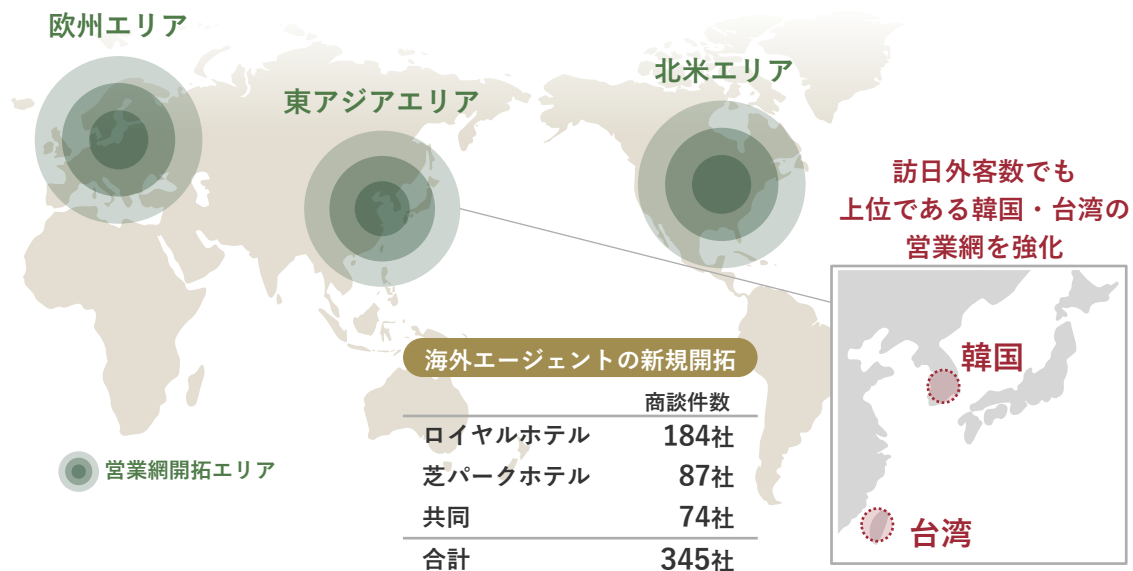 欧州エリア
東アジアエリア
北米エリア
訪日外客数でも
上位である韓国・台湾の
営業網を強化
韓国
台湾
海外エージェントの新規開拓
商談件数
ロイヤルホテル 184社
芝パークホテル 87社
共同 74社
合計 345社
営業網開拓エリア